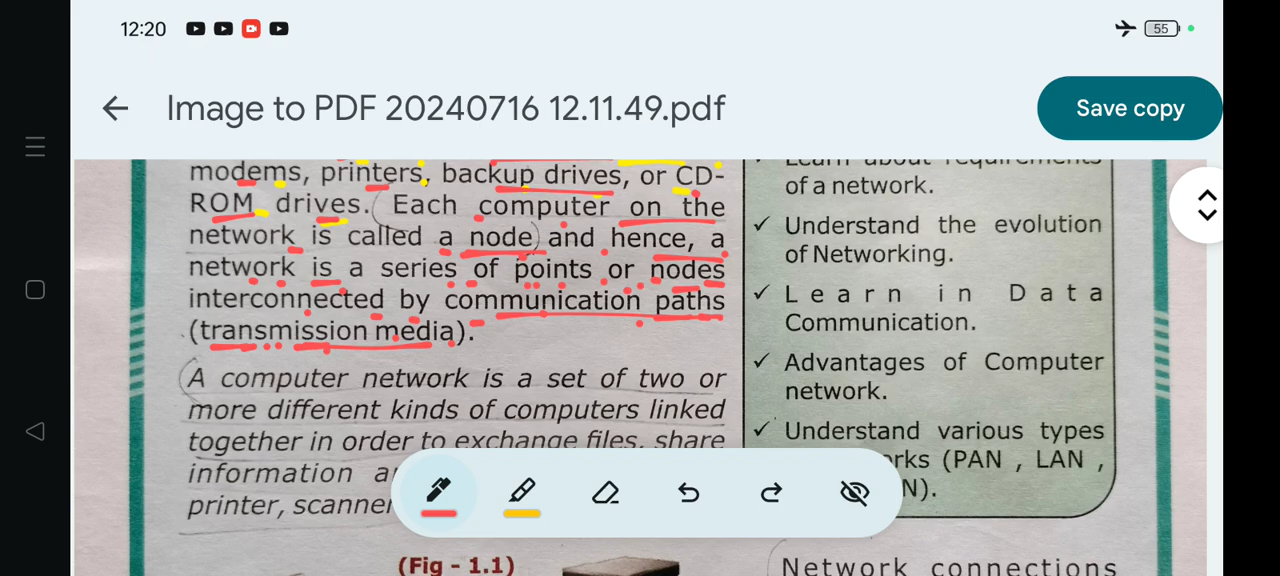 12:20
55
Image to PDF 20240716 12.11.49.pdf
Save copy
modems, printers, backup drives, or CD-
ROM drives. Each computer on the
network is called a node and hence, a
network is a series of points or nodes
interconnected by communication paths
(transmission media).
A computer network is a set of two or
more different kinds of computers linked
together in order to exchange files, share
information a
printer, scanner
(Fig - 1.1)
✓ Learn about requirements
of a network.
✓ Understand the evolution
of Networking.
✓ Learn in Data
Communication.
✓ Advantages of Computer
network.
✓ Understand various types
rks (PAN , LAN ,
N).
Network connections